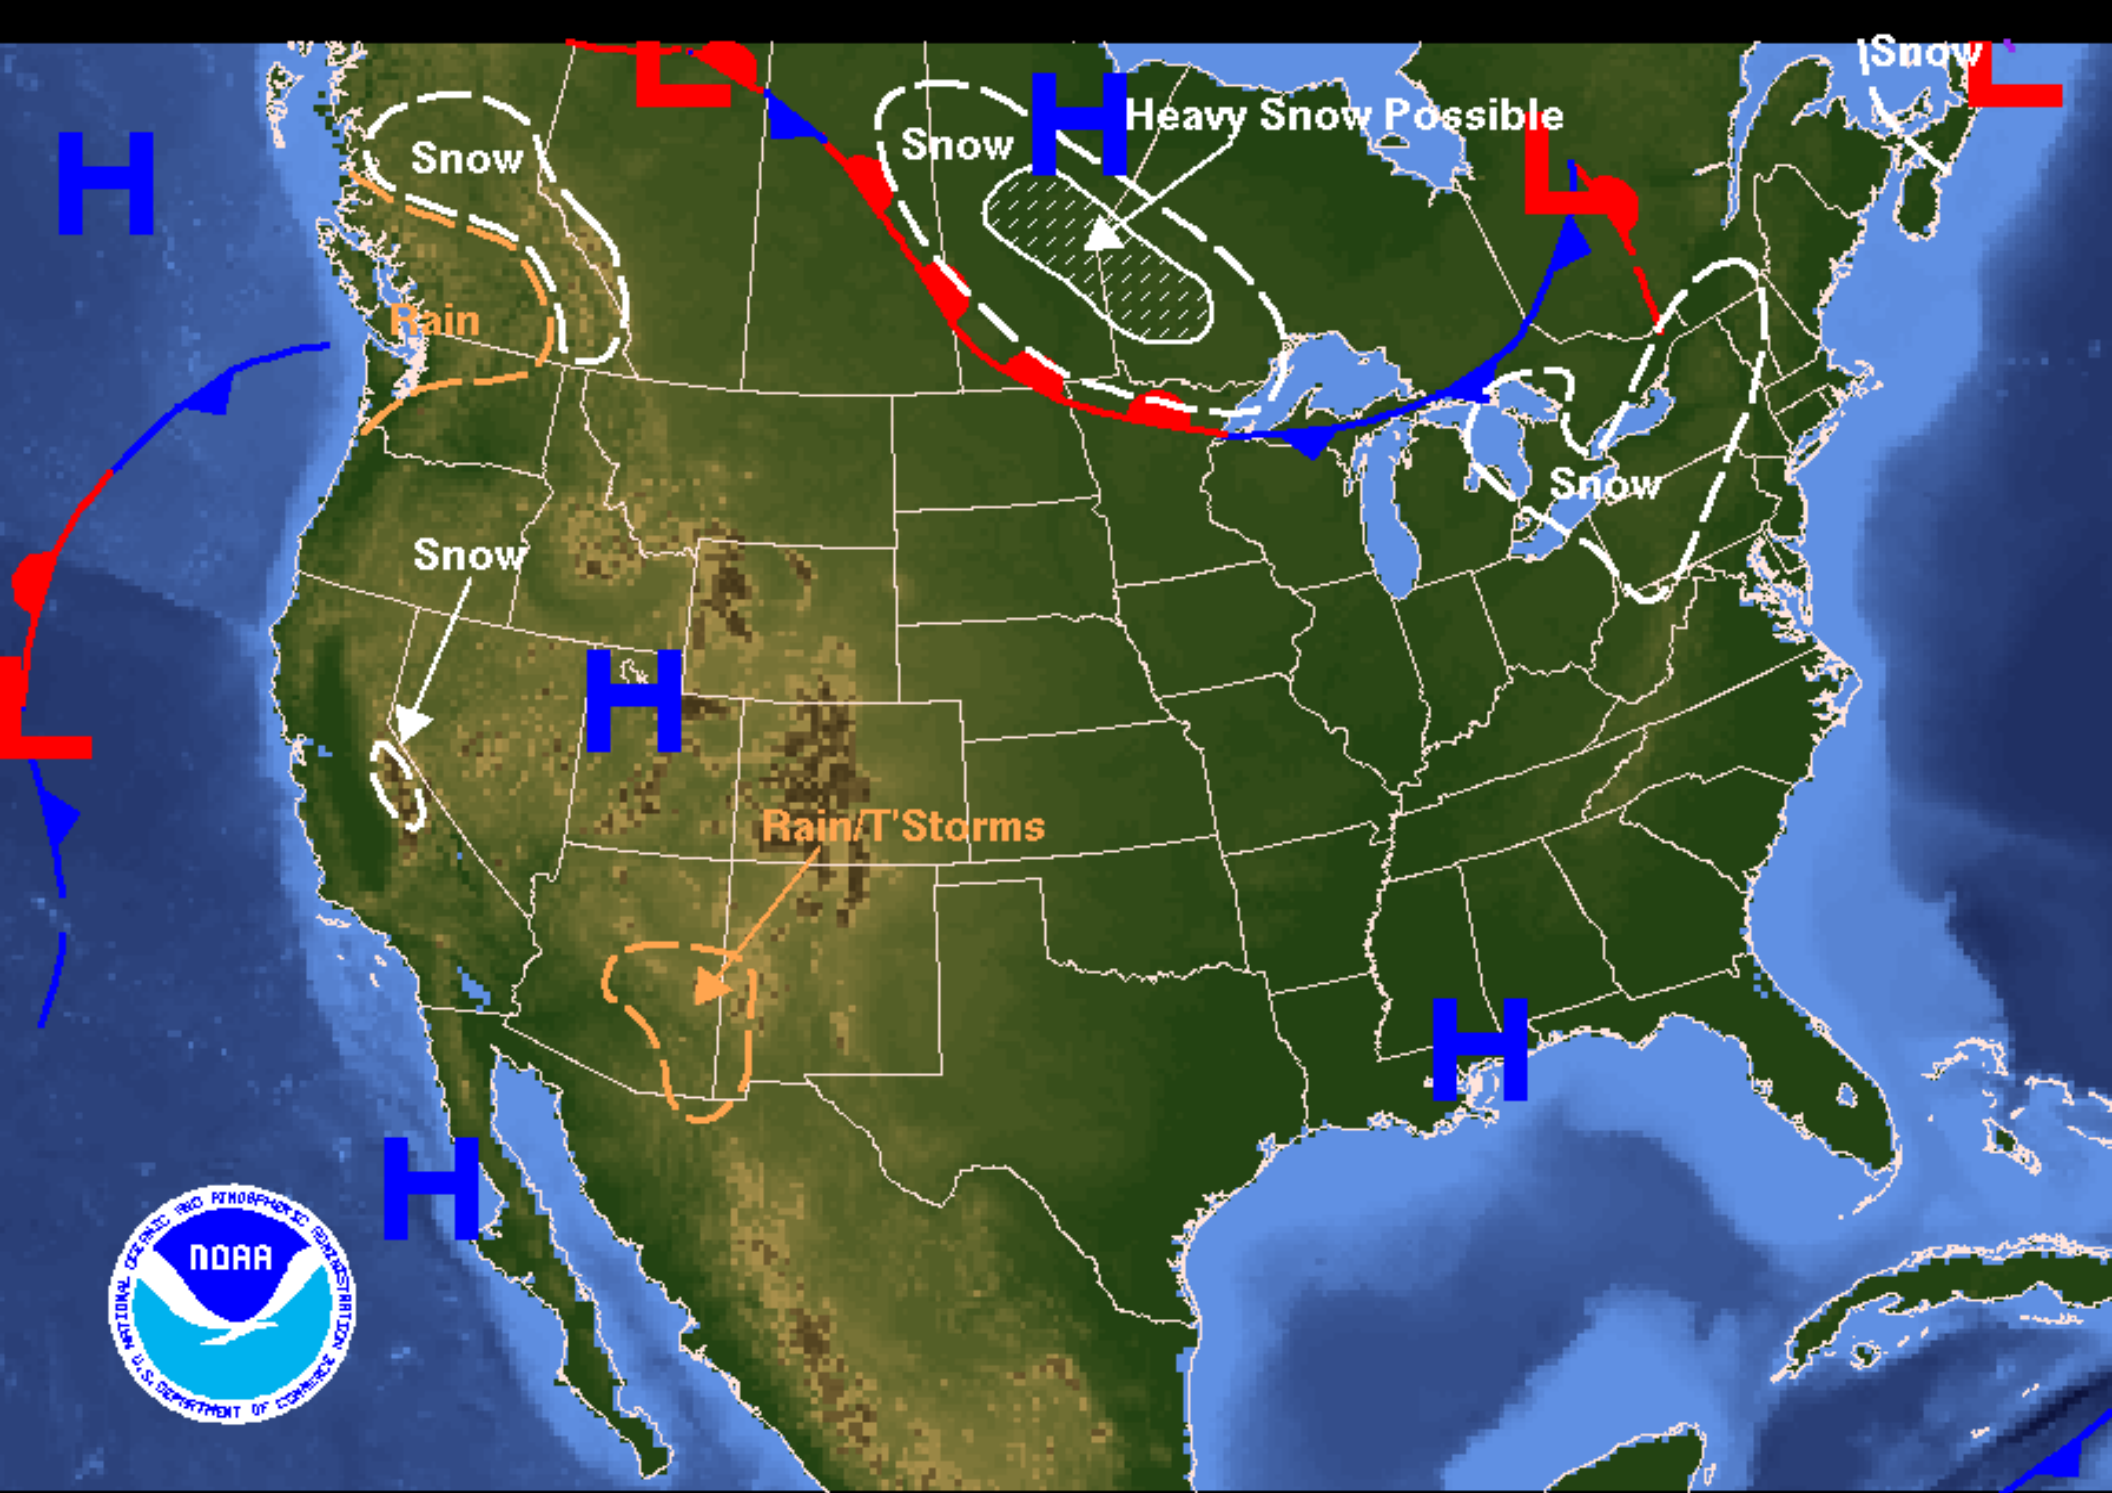 Snow
L
L
H
Heavy Snow Possible
Snow
Snow
H
L
Rain
Snow
Snow
H
L
Rain/T'Storms
H
H
NOAA
NATIONAL OCEANIC AND ATMOSPHERIC ADMINISTRATION
U.S. DEPARTMENT OF COMMERCE